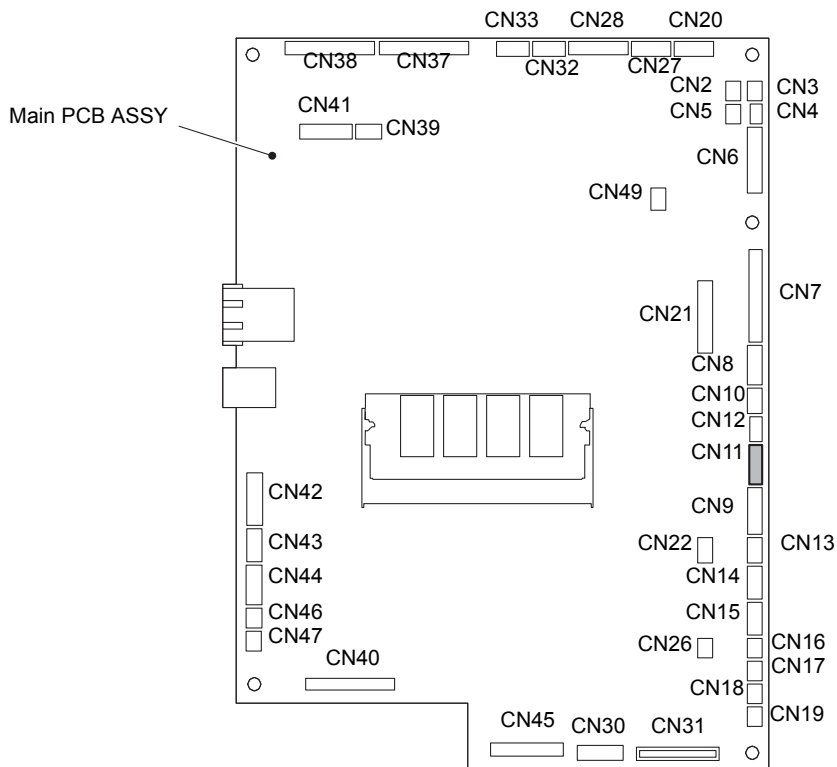 CN33 CN28 CN20
CN38 CN37 CN32 CN27
CN2 CN3
CN41
Main PCB ASSY
CN5 CN4
CN39
CN6
CN49
CN7
CN21
CN8
CN10
CN12
CN11
CN42
CN9
CN43
CN22 CN13
CN44
CN14
CN46
CN15
CN47
CN26 CN16
CN40
CN17
CN18
CN19
CN45 CN30 CN31